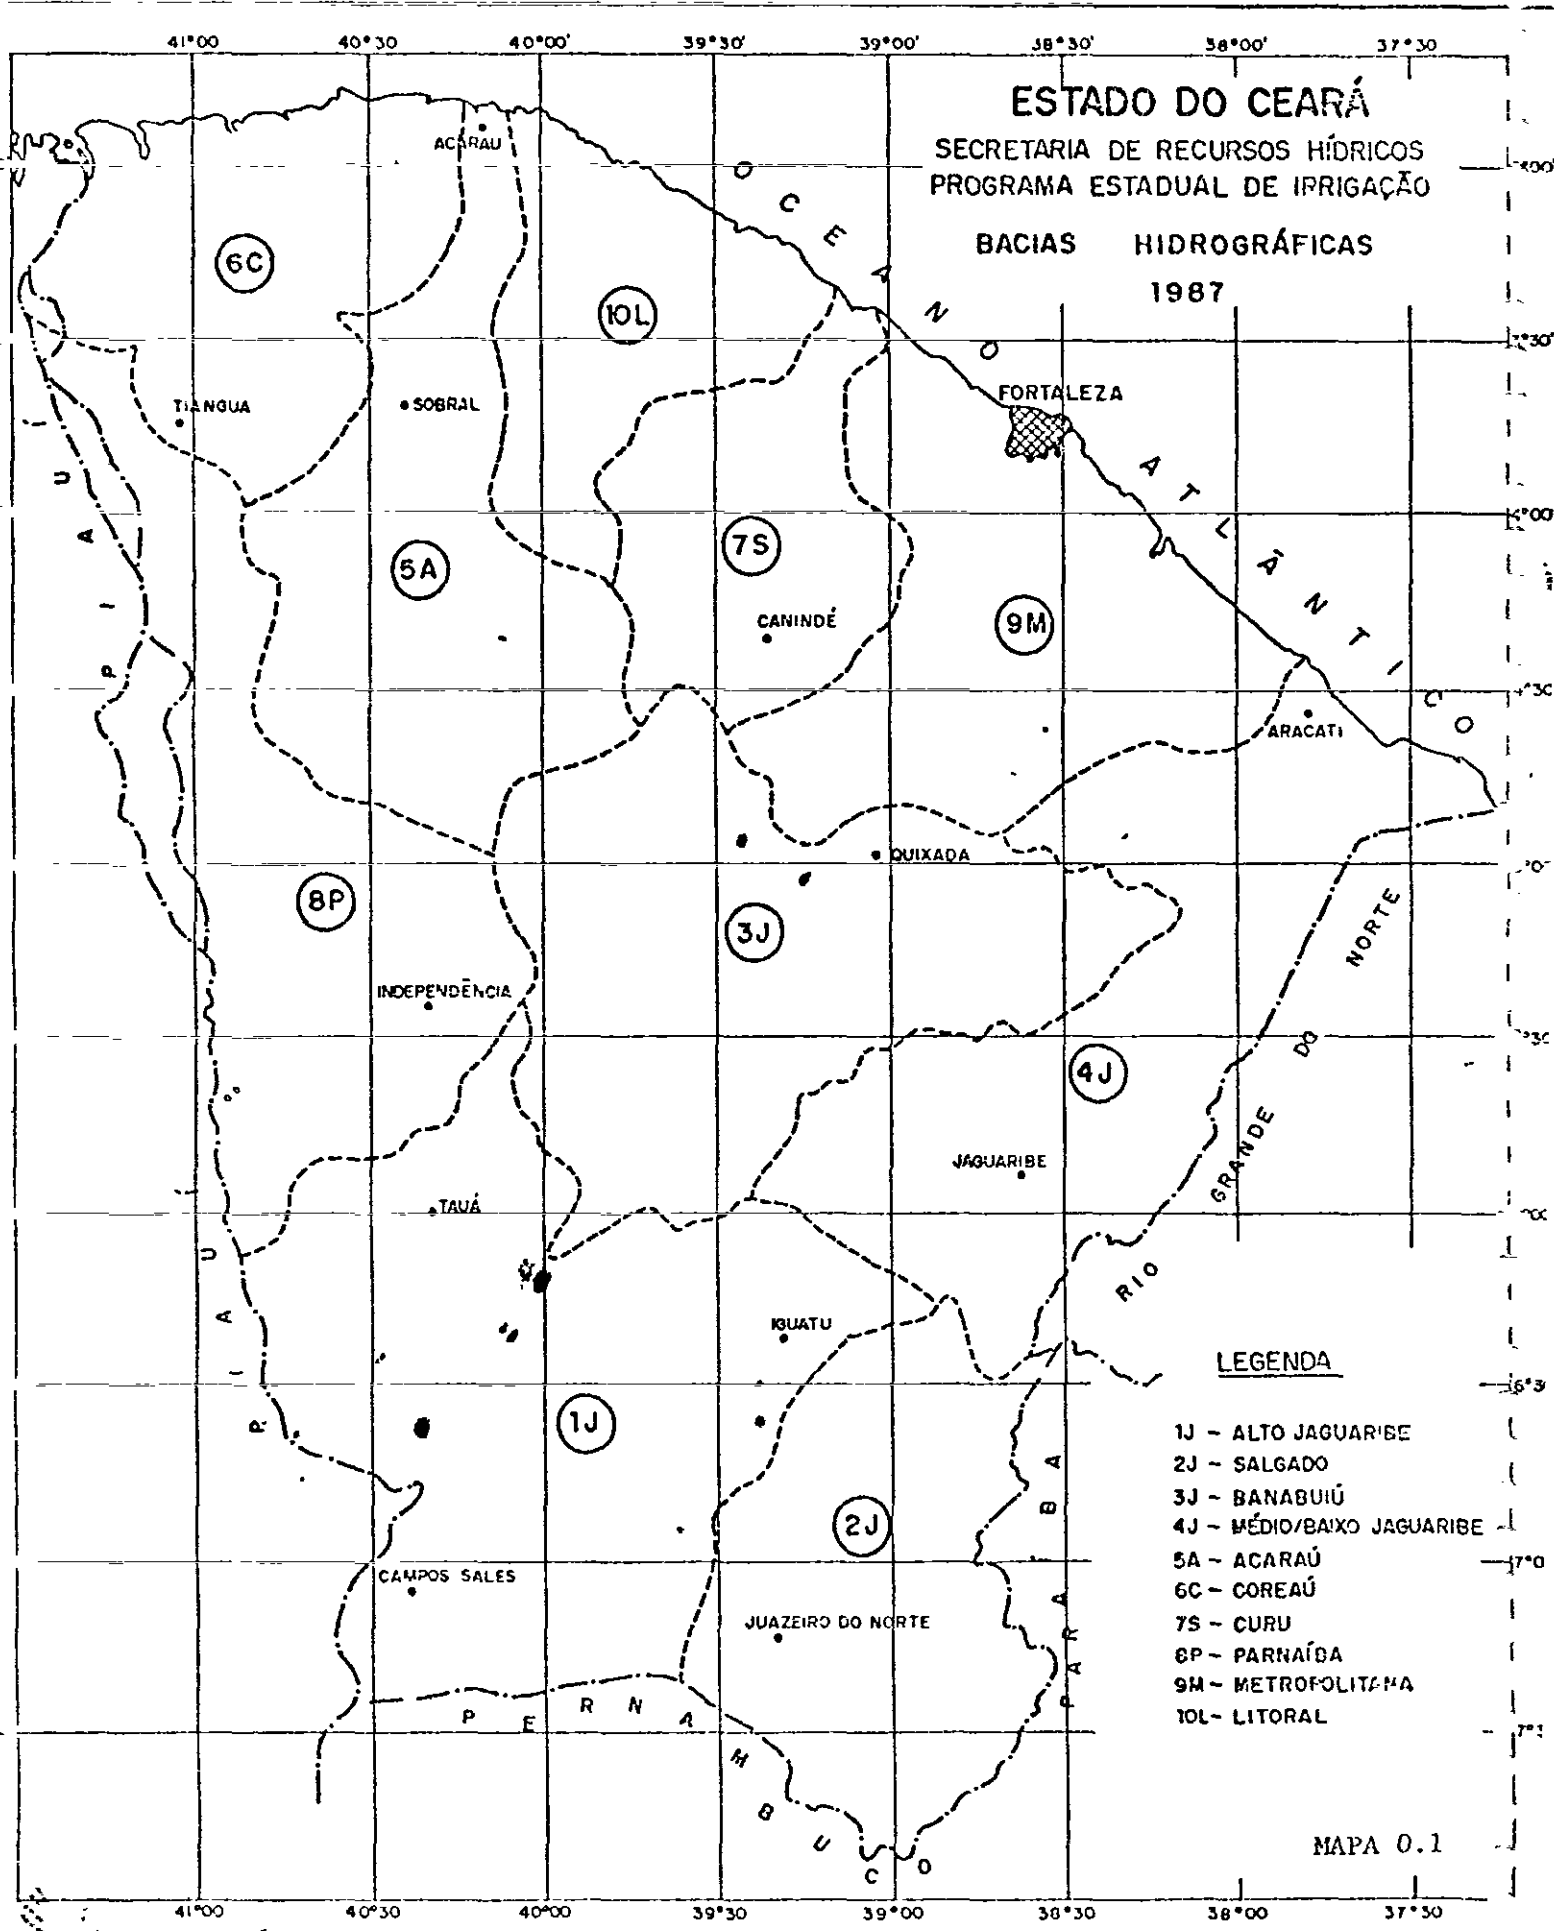 41°00 40°30 40°00' 39°30' 39°00' 38°30' 38°00' 37°30
ESTADO DO CEARÁ
SECRETARIA DE RECURSOS HÍDRICOS
PROGRAMA ESTADUAL DE IRRIGAÇÃO
BACIAS HIDROGRÁFICAS
1987
OCEANO ATLÂNTICO
ACARAU
6C
10L
TIANGUA
SOBRAL
FORTALEZA
7S
5A
CANINDÉ
9M
PIAUI
ARACATI
QUIXADA
8P
3J
INDEPENDÊNCIA
4J
RIO GRANDE DO NORTE
JAGUARIBE
TAUÁ
PIAUI
IGUATU
1J
2J
CAMPOS SALES
JUAZEIRO DO NORTE
PARAIBA
PERNAMBUCO
LEGENDA
6°3
1J - ALTO JAGUARIBE
2J - SALGADO
3J - BANABUIÚ
4J - MÉDIO/BAIXO JAGUARIBE
5A - ACARAÚ
7°0
6C - COREAÚ
7S - CURU
8P - PARNAÍBA
9M - METROPOLITANA
10L - LITORAL
MAPA 0.1
41°00 40°30 40°00 39°30 39°00 38°30 38°00 37°30